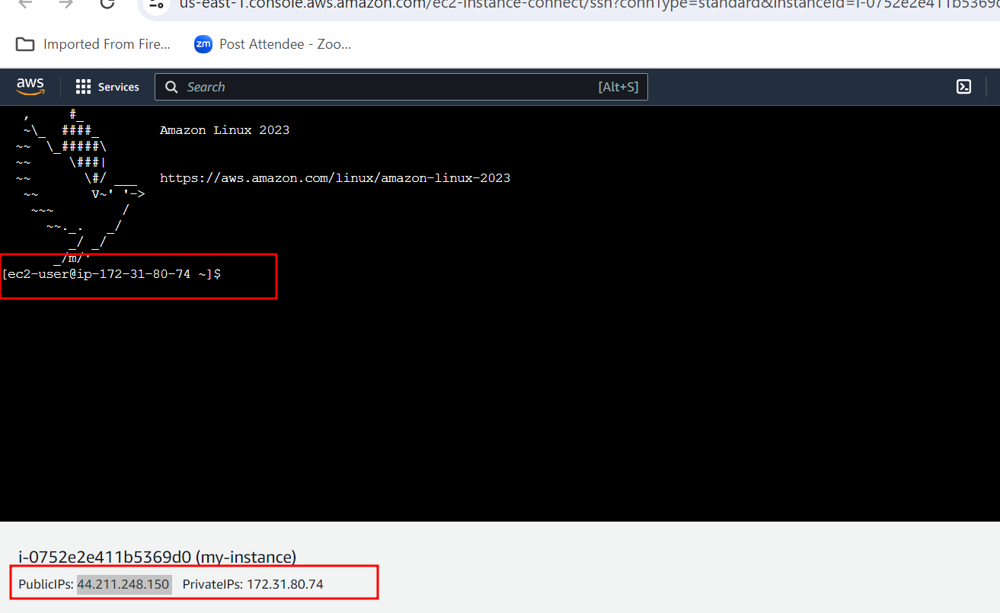 us-east-1.console.aws.amazon.com/ec2-instance-connect/ssh?connType=standard&instanceId=i-0752e2e411b5369d
Imported From Fire... zm Post Attendee - Zoo...
aws Services Search [Alt+S]
   ,     #_
   ~\_  ####_        Amazon Linux 2023
  ~~  \_#####\
  ~~     \###|
  ~~       \#/ ___   https://aws.amazon.com/linux/amazon-linux-2023
   ~~       V~' '->
    ~~~         /
      ~~._.   _/
         _/ _/
       _/m/'
[ec2-user@ip-172-31-80-74 ~]$
i-0752e2e411b5369d0 (my-instance)
PublicIPs: 44.211.248.150 PrivateIPs: 172.31.80.74